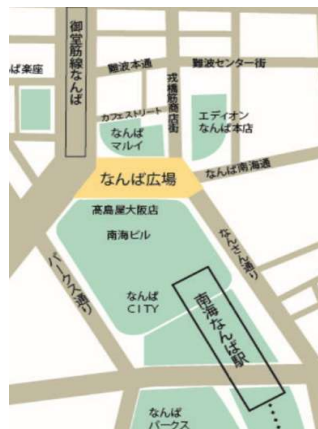 御堂筋線なんば
ば楽座
難波本通
戎橋筋商店街
難波センター街
カフェストリート
なんば
マルイ
エディオン
なんば本店
なんば広場
なんば南海通
髙島屋大阪店
南海ビル
なんさん通り
パークス通り
なんば
CITY
南海なんば駅
なんば
パークス